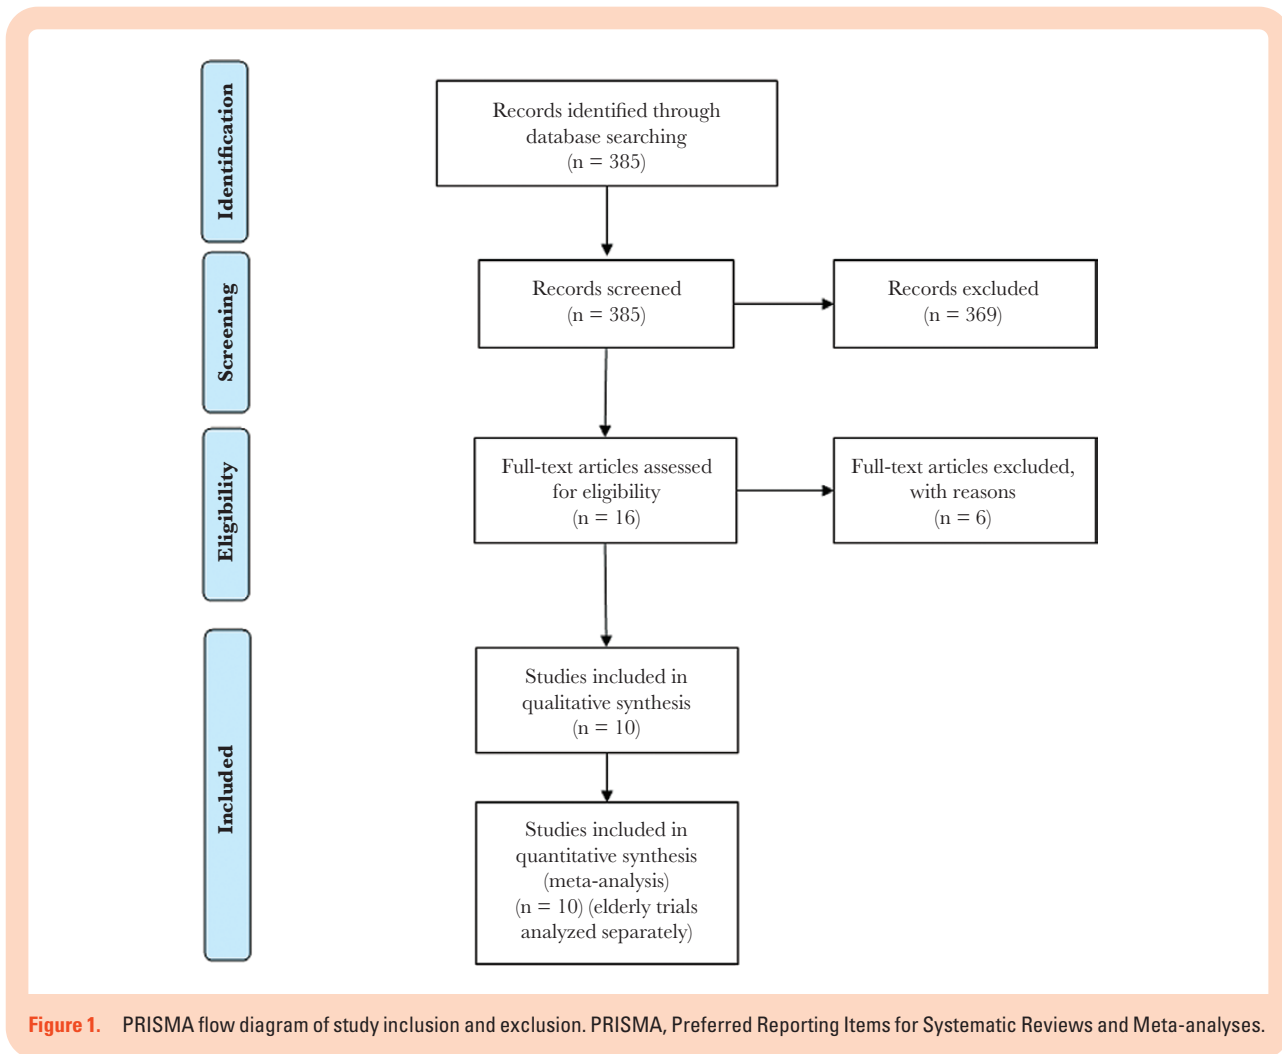 Identification
Records identified through
database searching
(n = 385)
Screening
Records screened
(n = 385)
Records excluded
(n = 369)
Eligibility
Full-text articles assessed
for eligibility
(n = 16)
Full-text articles excluded,
with reasons
(n = 6)
Included
Studies included in
qualitative synthesis
(n = 10)
Studies included in
quantitative synthesis
(meta-analysis)
(n = 10) (elderly trials
analyzed separately)
Figure 1. PRISMA flow diagram of study inclusion and exclusion. PRISMA, Preferred Reporting Items for Systematic Reviews and Meta-analyses.